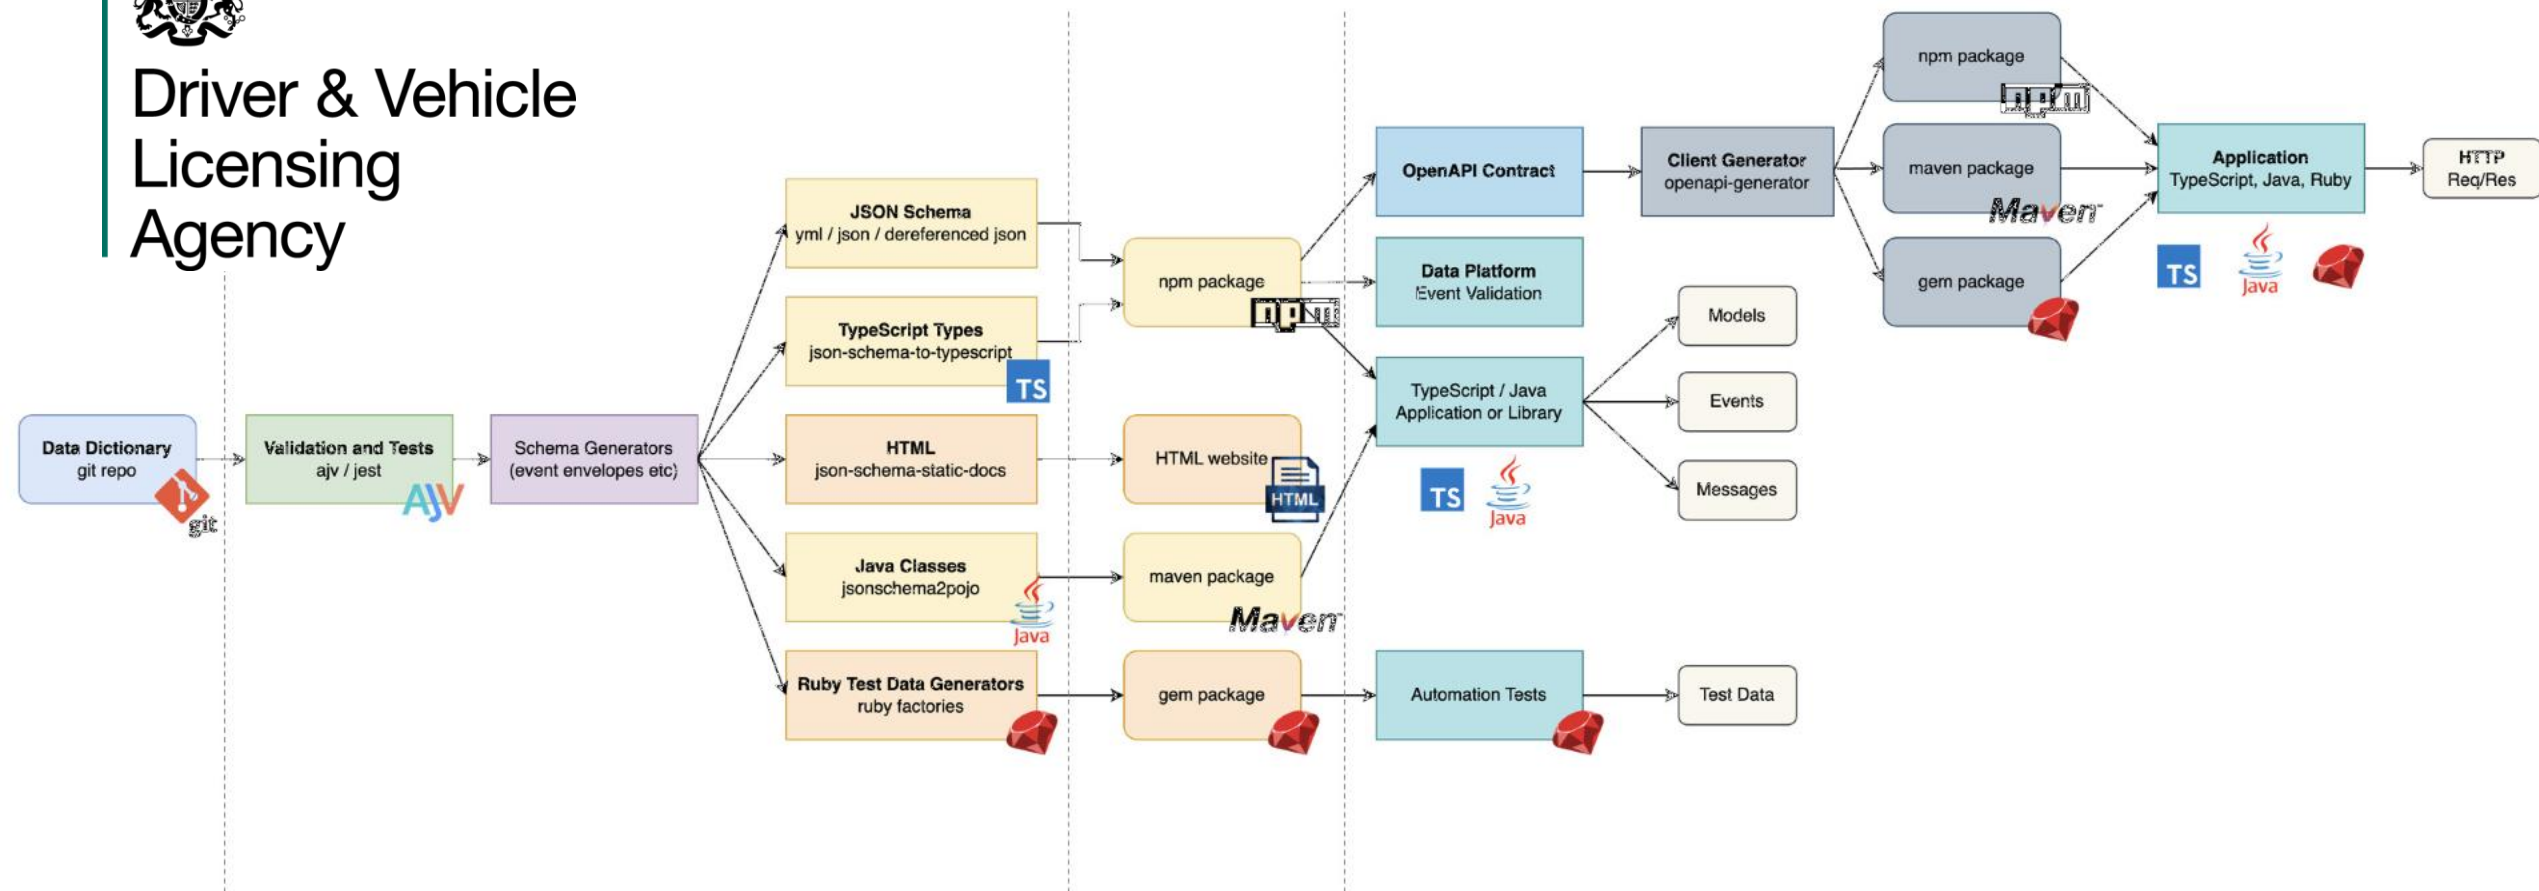 Driver & Vehicle
Licensing
Agency
Data Dictionary
git repo
git
Validation and Tests
ajv / jest
AJV
Schema Generators
(event envelopes etc)
JSON Schema
yml / json / dereferenced json
TypeScript Types
json-schema-to-typescript
TS
HTML
json-schema-static-docs
Java Classes
jsonschema2pojo
Java
Ruby Test Data Generators
ruby factories
npm package
npm
HTML website
HTML
maven package
Maven
gem package
OpenAPI Contract
Data Platform
Event Validation
TypeScript / Java
Application or Library
TS
Java
Automation Tests
Client Generator
openapi-generator
Models
Events
Messages
Test Data
npm package
npm
maven package
Maven
gem package
Application
TypeScript, Java, Ruby
TS
Java
HTTP
Req/Res